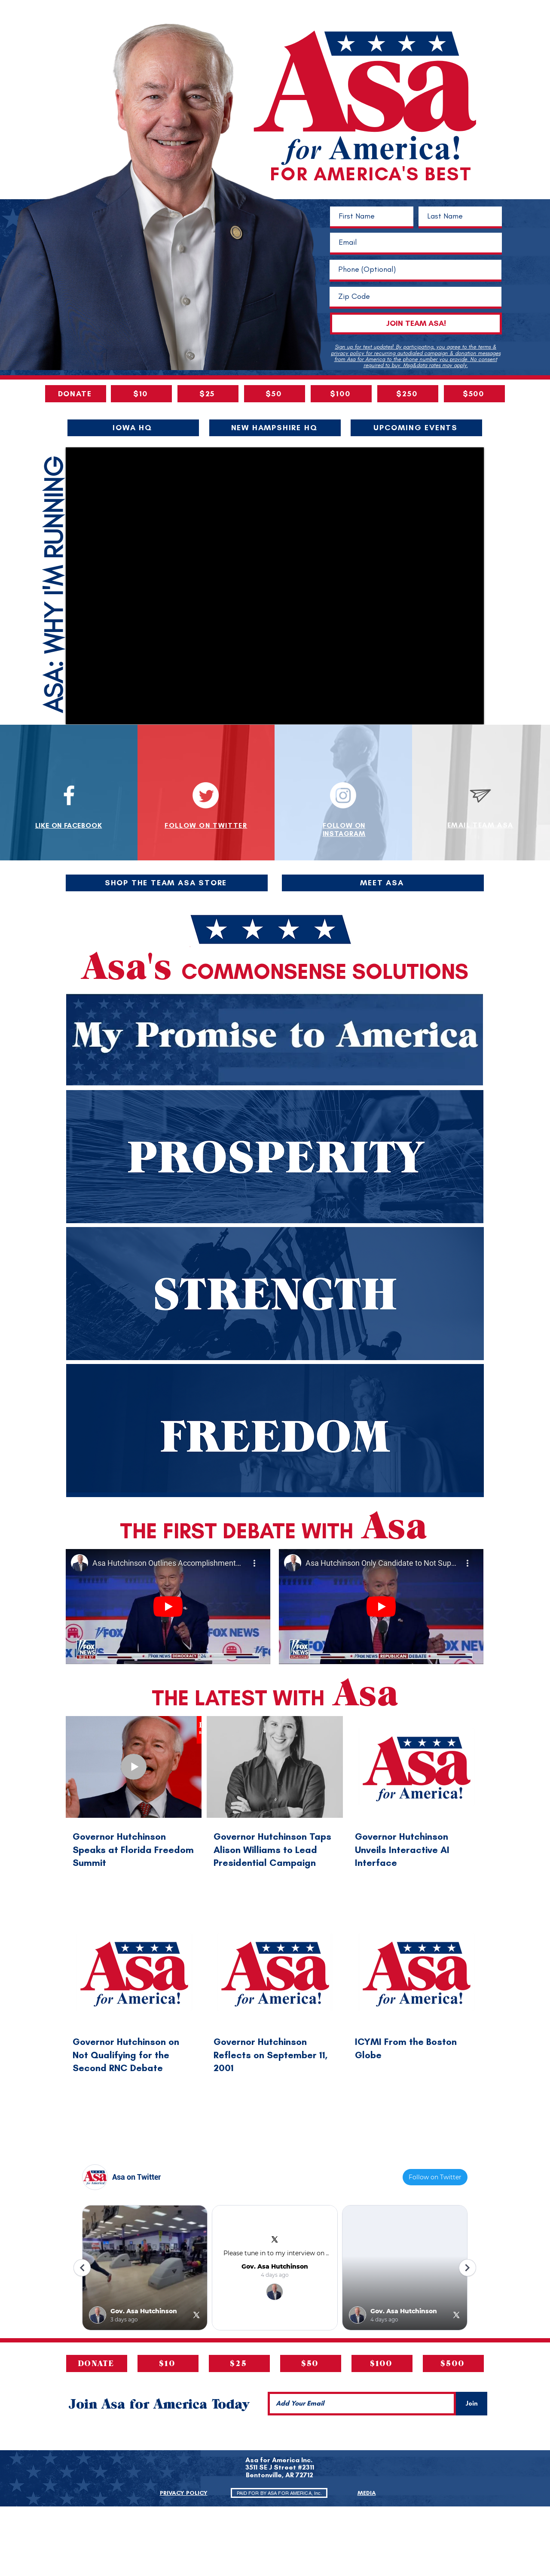 Asa
for America!
FOR AMERICA'S BEST
First Name
Last Name
Email
Phone (Optional)
Zip Code
JOIN TEAM ASA!
Sign up for text updated! By participating, you agree to the terms &
privacy policy for recurring autodialed campaign & donation messages
from Asa for America to the phone number you provide. No consent
required to buy. Msg&data rates may apply.
DONATE
$10
$25
$50
$100
$250
$500
IOWA HQ
NEW HAMPSHIRE HQ
UPCOMING EVENTS
ASA: WHY I'M RUNNING
LIKE ON FACEBOOK
FOLLOW ON TWITTER
FOLLOW ON
INSTAGRAM
EMAIL TEAM ASA
SHOP THE TEAM ASA STORE
MEET ASA
Asa's COMMONSENSE SOLUTIONS
My Promise to America
PROSPERITY
STRENGTH
FREEDOM
THE FIRST DEBATE WITH Asa
Asa Hutchinson Outlines Accomplishment...
FOX NEWS
Asa Hutchinson Only Candidate to Not Sup...
FOX NEWS
THE LATEST WITH Asa
Governor Hutchinson
Speaks at Florida Freedom
Summit
Governor Hutchinson Taps
Alison Williams to Lead
Presidential Campaign
Asa
for America!
Governor Hutchinson
Unveils Interactive AI
Interface
Asa
for America!
Governor Hutchinson on
Not Qualifying for the
Second RNC Debate
Asa
for America!
Governor Hutchinson
Reflects on September 11,
2001
Asa
for America!
ICYMI From the Boston
Globe
Asa
Asa on Twitter
Follow on Twitter
Gov. Asa Hutchinson
3 days ago
Please tune in to my interview on ..
Gov. Asa Hutchinson
4 days ago
Gov. Asa Hutchinson
4 days ago
DONATE
$10
$25
$50
$100
$500
Join Asa for America Today
Add Your Email
Join
Asa for America Inc.
3511 SE J Street #2311
Bentonville, AR 72712
PRIVACY POLICY
PAID FOR BY ASA FOR AMERICA, Inc.
MEDIA